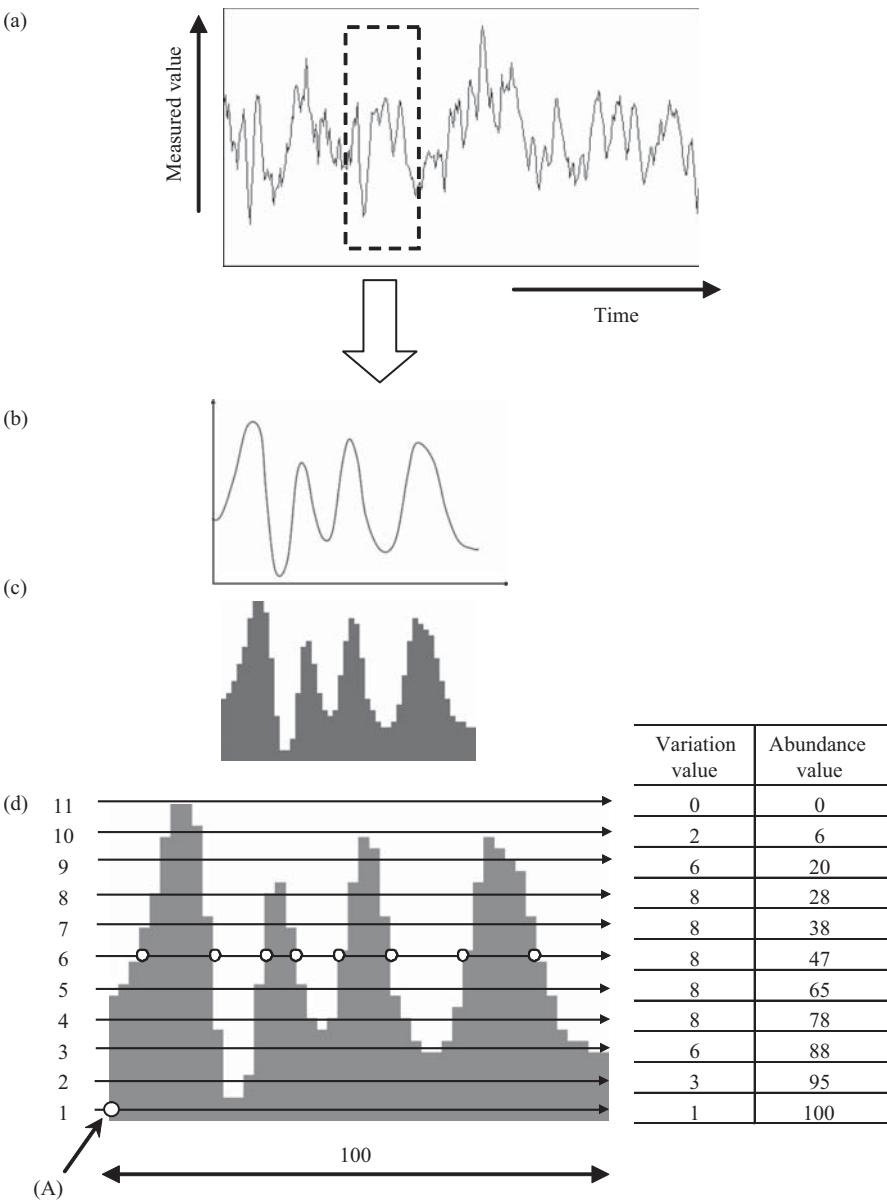 (a)
Measured value
Time
(b)
(c)
Variation value
Abundance value
(d)
11 0 0
10 2 6
9 6 20
8 8 28
7 8 38
6 8 47
5 8 65
4 8 78
3 6 88
2 3 95
1 1 100
100
(A)